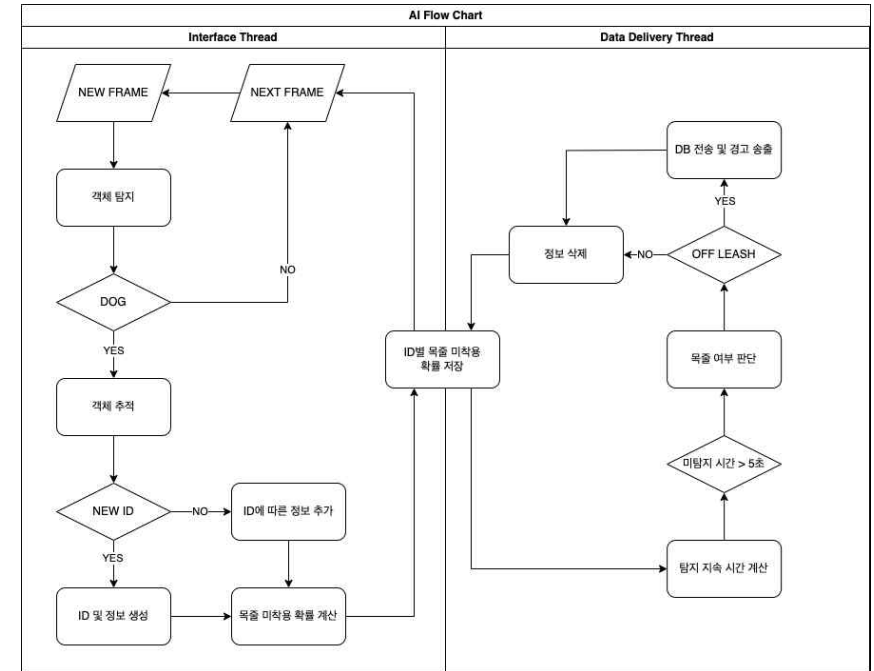 AI Flow Chart
Interface Thread
Data Delivery Thread
NEW FRAME
NEXT FRAME
객체 탐지
DOG
NO
YES
객체 추적
NEW ID
NO
ID에 따른 정보 추가
YES
ID 및 정보 생성
목줄 미착용 확률 계산
ID별 목줄 미착용
확률 저장
DB 전송 및 경고 송출
YES
정보 삭제
NO
OFF LEASH
목줄 여부 판단
미탐지 시간 > 5초
탐지 지속 시간 계산